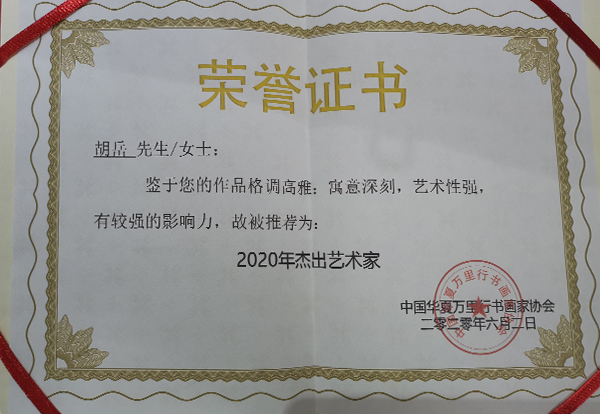 荣誉证书
胡岳 先生/女士：
鉴于您的作品格调高雅：寓意深刻，艺术性强，
有较强的影响力，故被推荐为：
2020年杰出艺术家
中国华夏万里行书画家协会
二零二零年六月二日